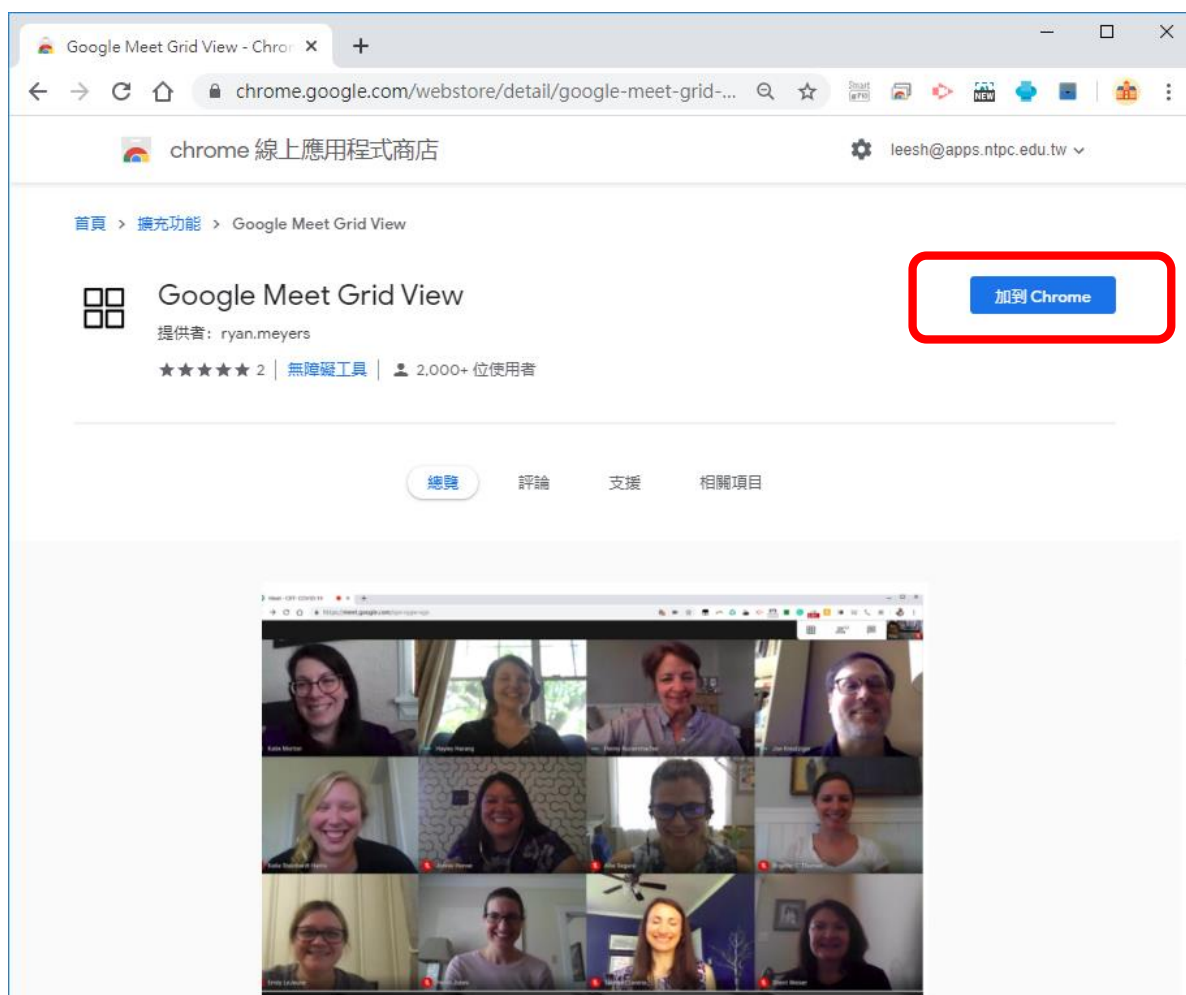 Google Meet Grid View - Chro
chrome.google.com/webstore/detail/google-meet-grid-...
NEW
chrome 線上應用程式商店
leesh@apps.ntpc.edu.tw
首頁 > 擴充功能 > Google Meet Grid View
Google Meet Grid View
加到 Chrome
提供者: ryan.meyers
★★★★★ 2 | 無障礙工具 | 2,000+ 位使用者
總覽 評論 支援 相關項目
Hayley Harang